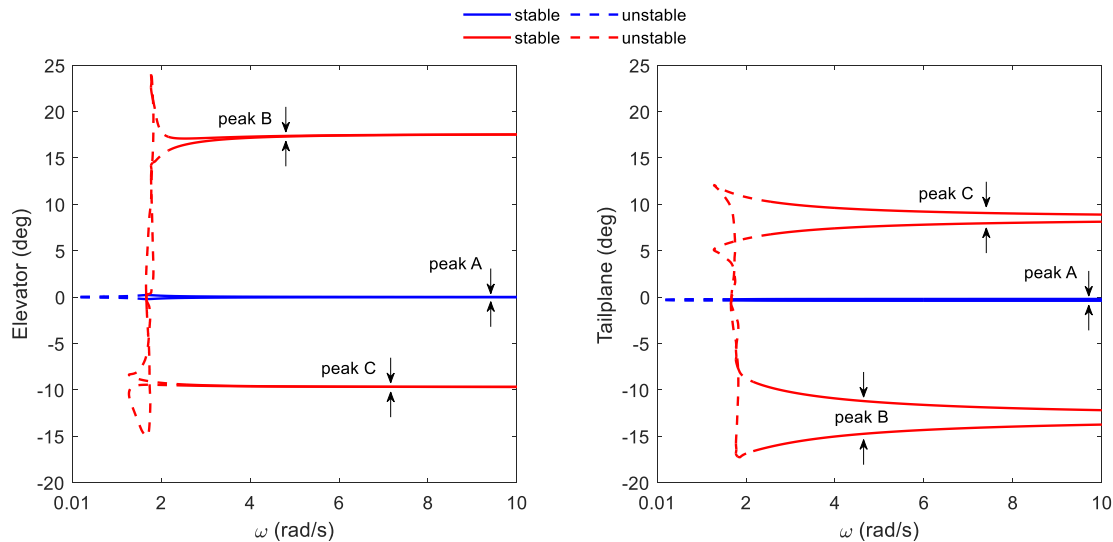 stable unstable
stable unstable
25
20
15
10
5
0
-5
-10
-15
-20
Elevator (deg)
peak B
peak A
peak C
0.01 2 4 6 8 10
ω (rad/s)
25
20
15
10
5
0
-5
-10
-15
-20
Tailplane (deg)
peak C
peak A
peak B
0.01 2 4 6 8 10
ω (rad/s)